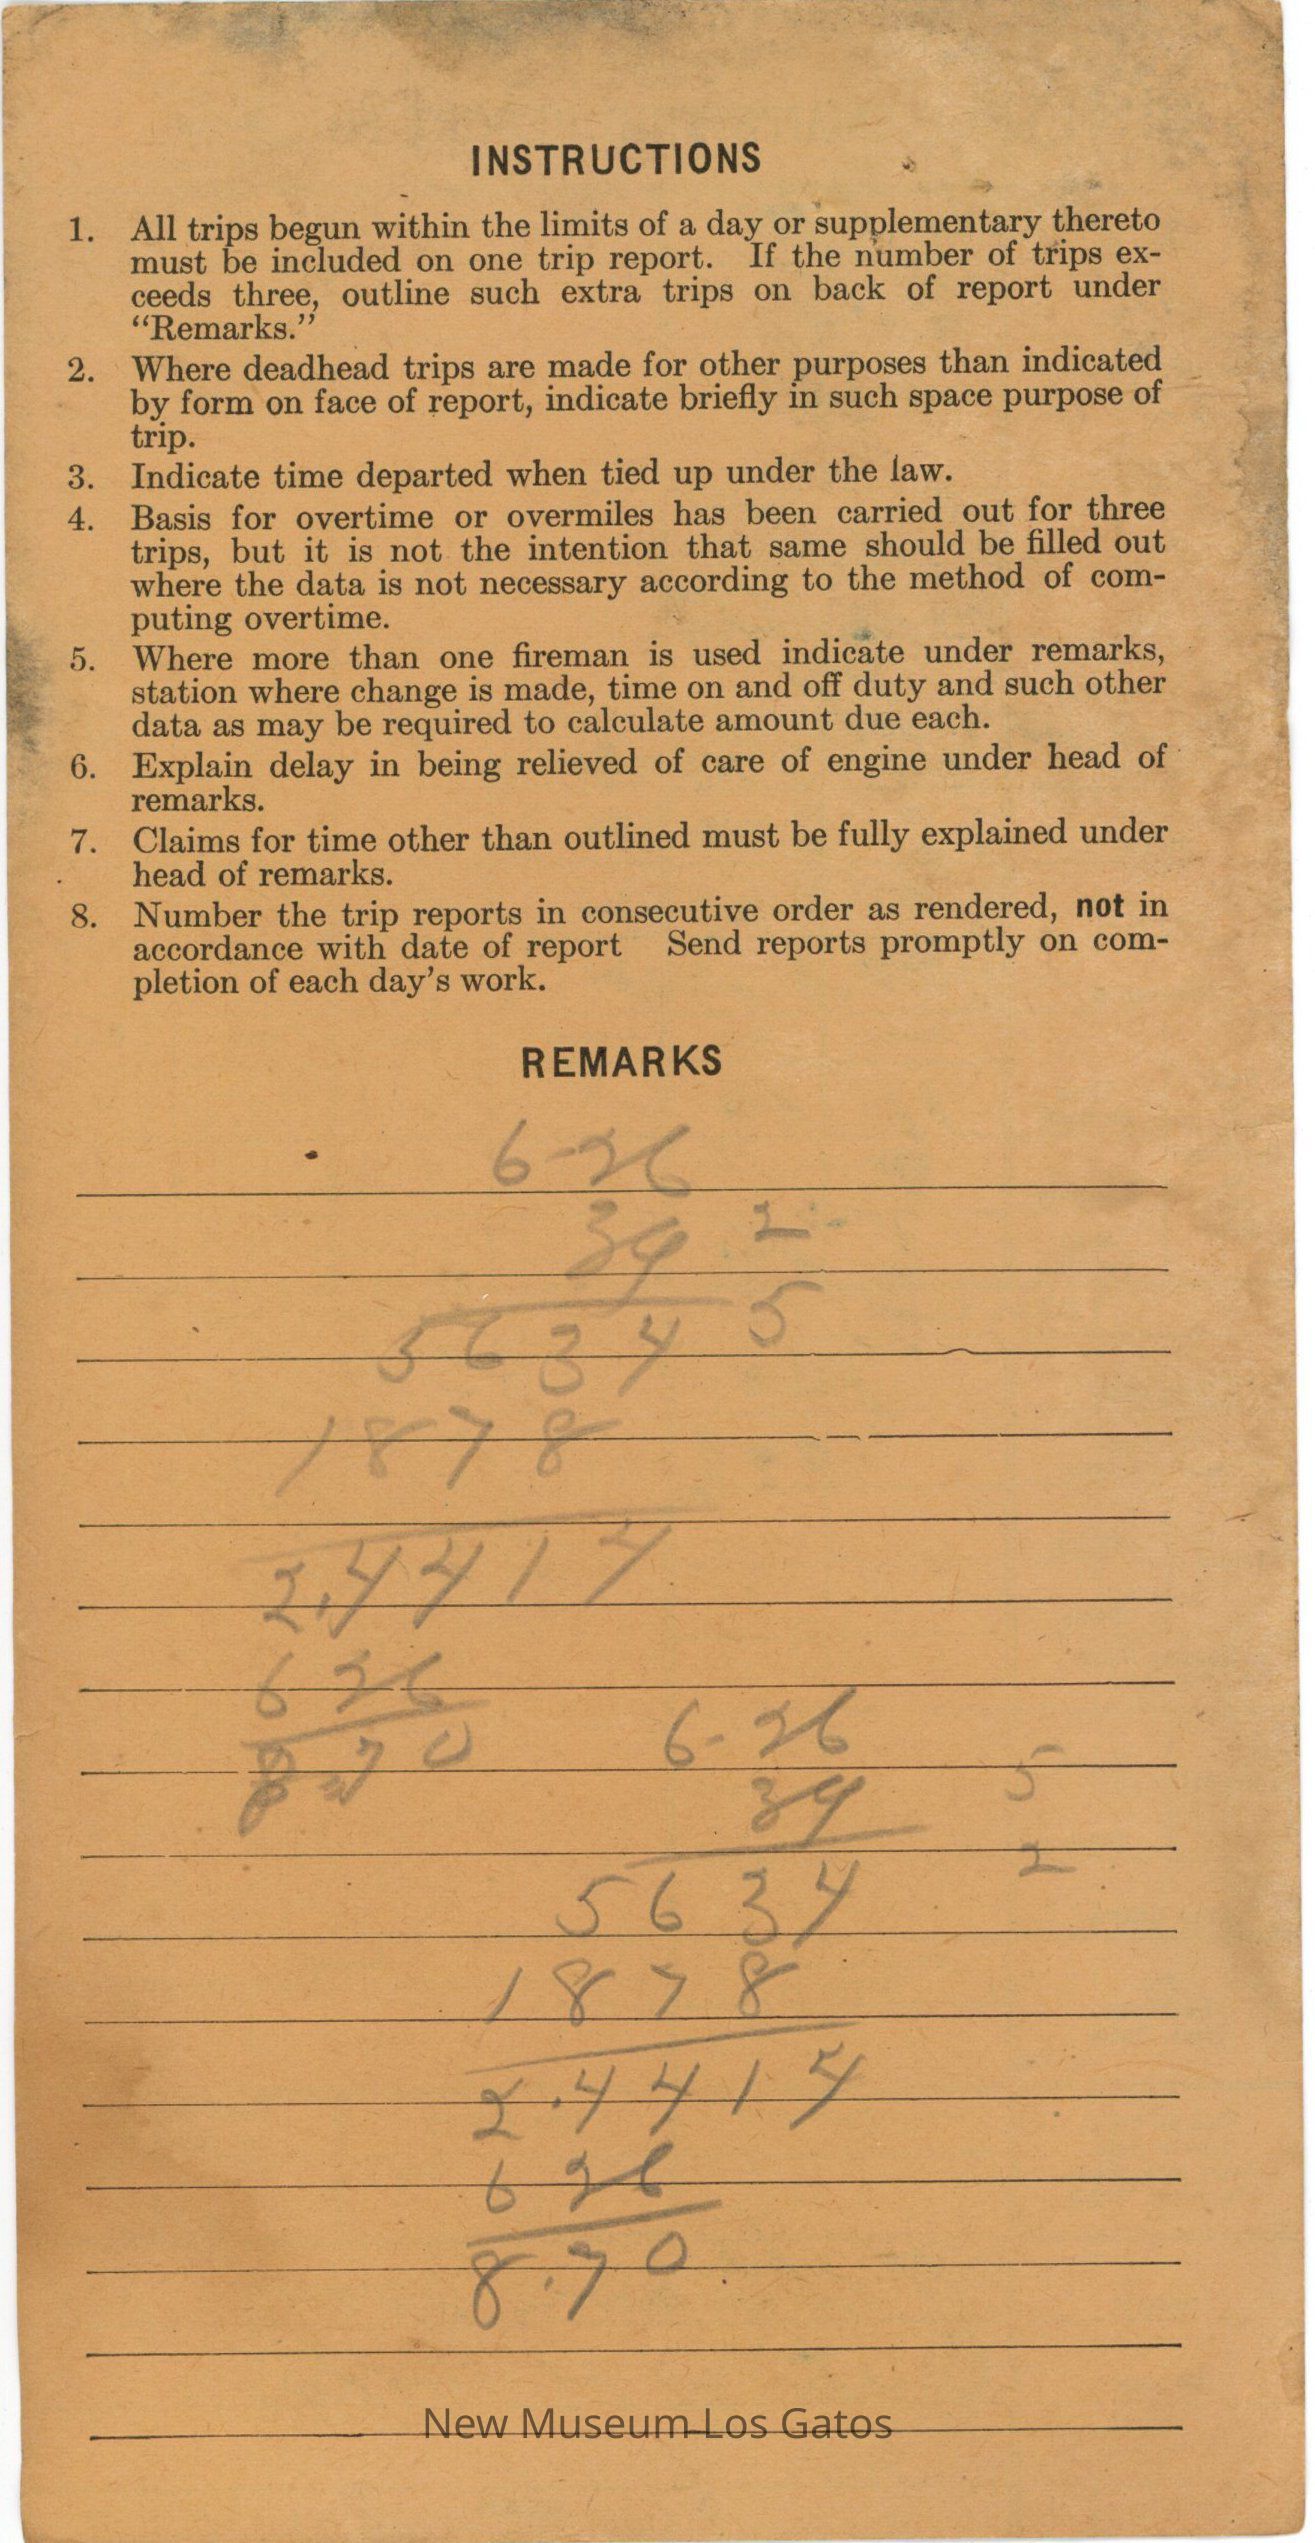 INSTRUCTIONS
1. All trips begun within the limits of a day or supplementary thereto
must be included on one trip report. If the number of trips ex-
ceeds three, outline such extra trips on back of report under
“Remarks.”
2. Where deadhead trips are made for other purposes than indicated
by form on face of report, indicate briefly in such space purpose of
trip.
3. Indicate time departed when tied up under the law.
4. Basis for overtime or overmiles has been carried out for three
trips, but it is not the intention that same should be filled out
where the data is not necessary according to the method of com-
puting overtime.
5. Where more than one fireman is used indicate under remarks,
station where change is made, time on and off duty and such other
data as may be required to calculate amount due each.
6. Explain delay in being relieved of care of engine under head of
remarks.
7. Claims for time other than outlined must be fully explained under
head of remarks.
8. Number the trip reports in consecutive order as rendered, not in
accordance with date of report Send reports promptly on com-
pletion of each day’s work.
REMARKS
6-26
39 2
5634 5
1878
2.4414
626
8.70
6-26
39 5
5634 2
1878
2.4414
626
8.70
New Museum Los Gatos